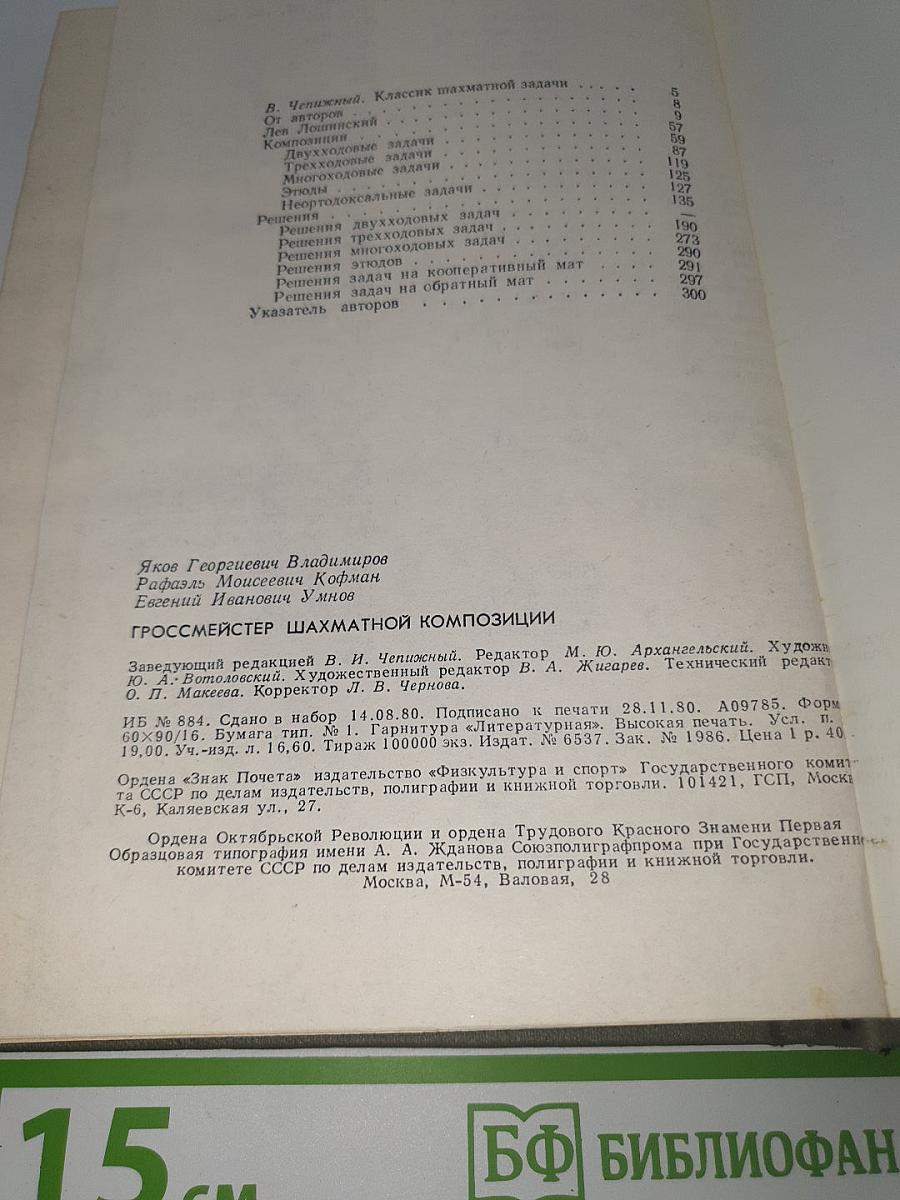 В. Чепижный. Классик шахматной задачи . . . . . 5
От авторов . . . . . . . . . . . . . . . 8
Лев Лошинский . . . . . . . . . . . . . . 9
Композиции . . . . . . . . . . . . . . . 57
Двухходовые задачи . . . . . . . . . . . 59
Трехходовые задачи . . . . . . . . . . . 87
Многоходовые задачи . . . . . . . . . . . 119
Этюды . . . . . . . . . . . . . . . . 125
Неортодоксальные задачи . . . . . . . . . 127
Решения . . . . . . . . . . . . . . . . 135
Решения двухходовых задач . . . . . . . . —
Решения трехходовых задач . . . . . . . . 190
Решения многоходовых задач . . . . . . . . 273
Решения этюдов . . . . . . . . . . . . 290
Решения задач на кооперативный мат . . . . 291
Решения задач на обратный мат . . . . . . 297
Указатель авторов . . . . . . . . . . . . 300
Яков Георгиевич Владимиров
Рафаэль Моисеевич Кофман
Евгений Иванович Умнов
ГРОССМЕЙСТЕР ШАХМАТНОЙ КОМПОЗИЦИИ
Заведующий редакцией В. И. Чепижный. Редактор М. Ю. Архангельский. Художн
Ю. А. Вотоловский. Художественный редактор В. А. Жигарев. Технический редакт
О. П. Макеева. Корректор Л. В. Чернова.
ИБ № 884. Сдано в набор 14.08.80. Подписано к печати 28.11.80. А09785. Форм
60×90/16. Бумага тип. № 1. Гарнитура «Литературная». Высокая печать. Усл. п.
19,00. Уч.-изд. л. 16,60. Тираж 100000 экз. Издат. № 6537. Зак. № 1986. Цена 1 р. 40
Ордена «Знак Почета» издательство «Физкультура и спорт» Государственного комит
та СССР по делам издательств, полиграфии и книжной торговли. 101421, ГСП, Москв
К-6, Каляевская ул., 27.
Ордена Октябрьской Революции и ордена Трудового Красного Знамени Первая
Образцовая типография имени А. А. Жданова Союзполиграфпрома при Государственн
комитете СССР по делам издательств, полиграфии и книжной торговли.
Москва, М-54, Валовая, 28
15 см БФ БИБЛИОФАН